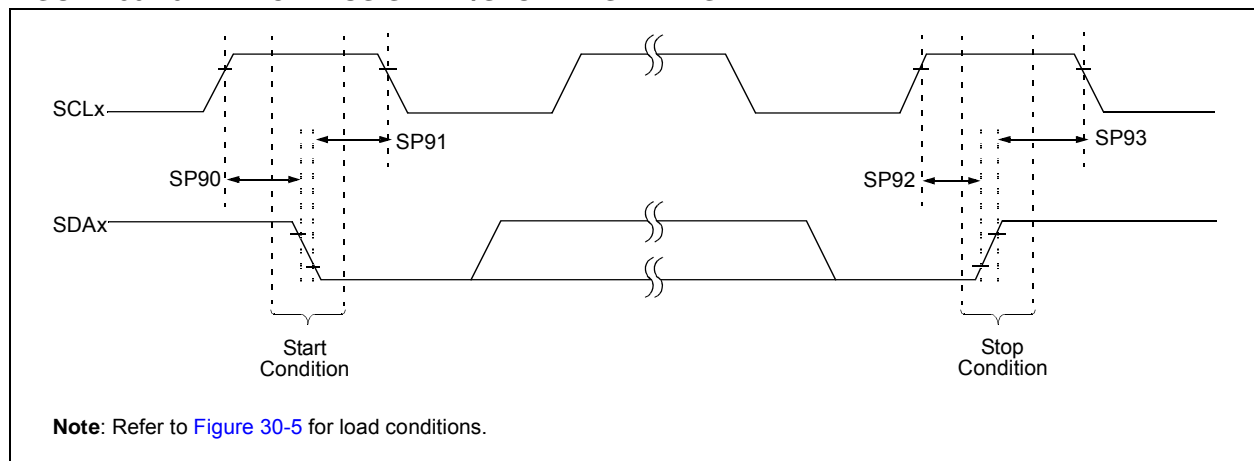 SCLx
SP91
SP93
SP90
SP92
SDAx
Start
Condition
Stop
Condition
Note: Refer to Figure 30-5 for load conditions.